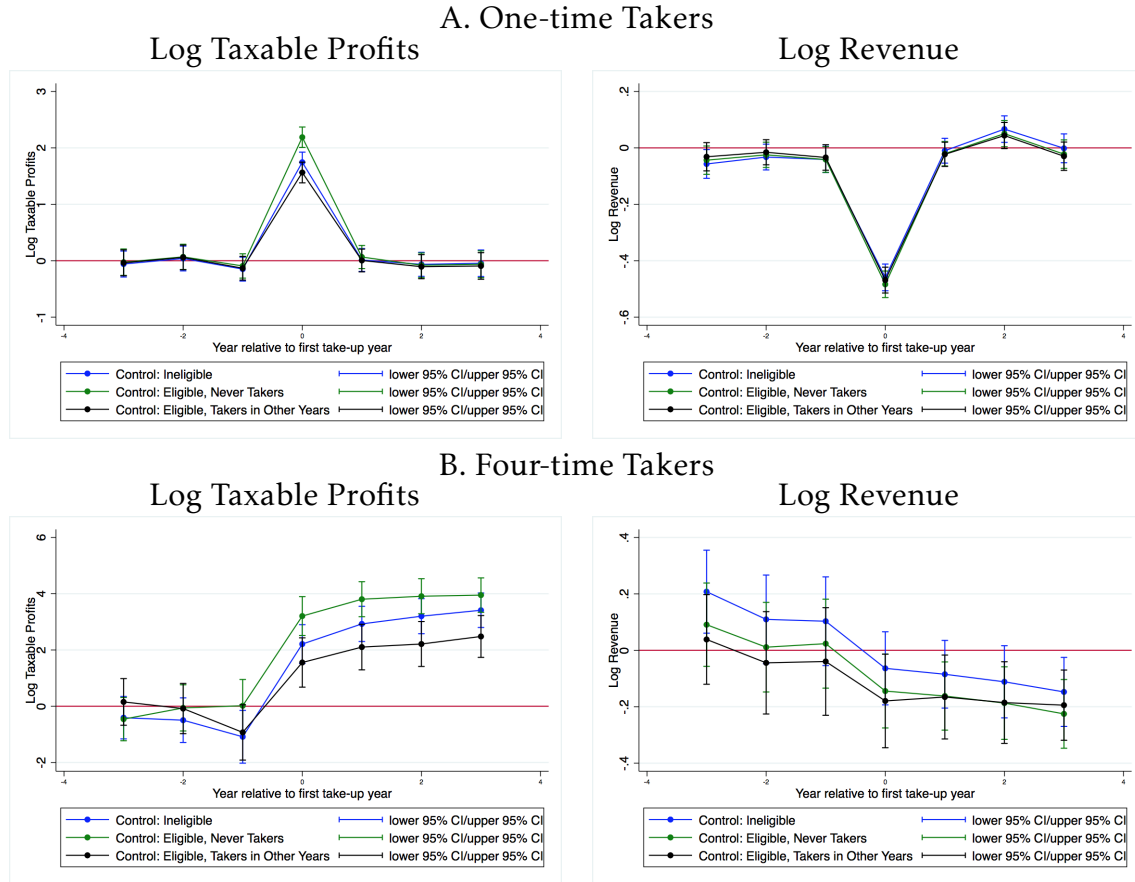 A. One-time Takers
Log Taxable Profits
Log Taxable Profits
3
2
1
0
-1
-4
-2
0
2
4
Year relative to first take-up year
Control: Ineligible
lower 95% CI/upper 95% CI
Control: Eligible, Never Takers
lower 95% CI/upper 95% CI
Control: Eligible, Takers in Other Years
lower 95% CI/upper 95% CI
Log Revenue
Log Revenue
.2
0
-.2
-.4
-.6
-4
-2
0
2
4
Year relative to first take-up year
Control: Ineligible
lower 95% CI/upper 95% CI
Control: Eligible, Never Takers
lower 95% CI/upper 95% CI
Control: Eligible, Takers in Other Years
lower 95% CI/upper 95% CI
B. Four-time Takers
Log Taxable Profits
Log Taxable Profits
6
4
2
0
-2
-4
-2
0
2
4
Year relative to first take-up year
Control: Ineligible
lower 95% CI/upper 95% CI
Control: Eligible, Never Takers
lower 95% CI/upper 95% CI
Control: Eligible, Takers in Other Years
lower 95% CI/upper 95% CI
Log Revenue
Log Revenue
.4
.2
0
-.2
-.4
-4
-2
0
2
4
Year relative to first take-up year
Control: Ineligible
lower 95% CI/upper 95% CI
Control: Eligible, Never Takers
lower 95% CI/upper 95% CI
Control: Eligible, Takers in Other Years
lower 95% CI/upper 95% CI